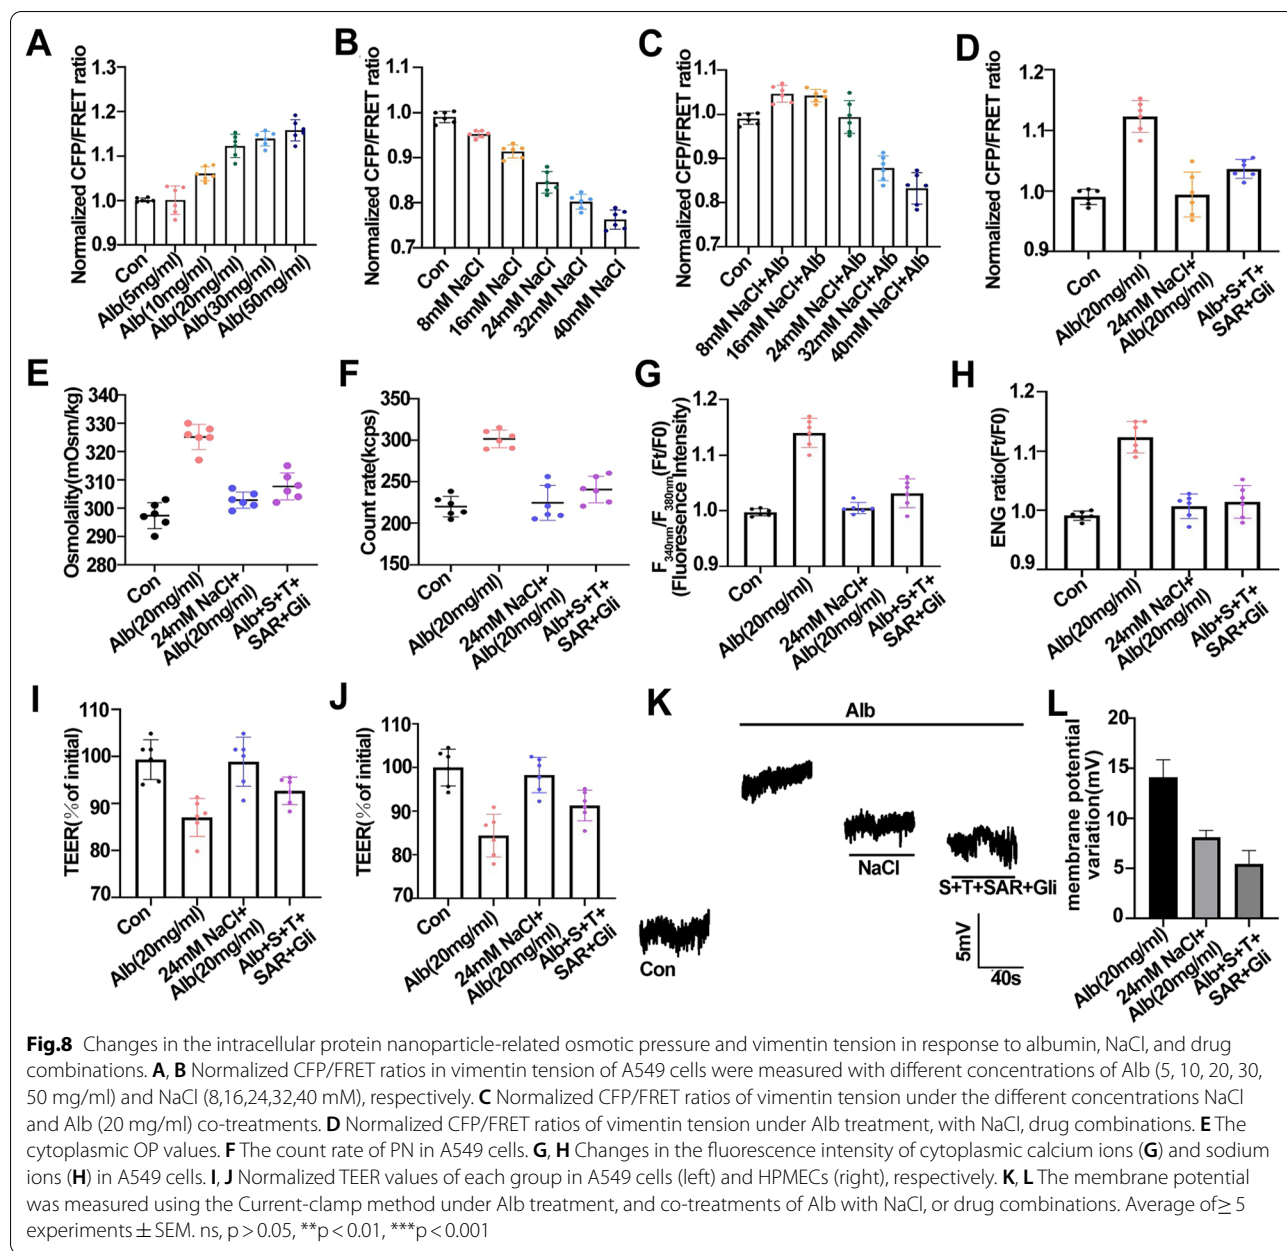 A
Normalized CFP/FRET ratio
1.3
1.2
1.1
1.0
0.9
Con
Alb(5mg/ml)
Alb(10mg/ml)
Alb(20mg/ml)
Alb(30mg/ml)
Alb(50mg/ml)
B
Normalized CFP/FRET ratio
1.1
1.0
0.9
0.8
0.7
Con
8mM NaCl
16mM NaCl
24mM NaCl
32mM NaCl
40mM NaCl
C
Normalized CFP/FRET ratio
1.1
1.0
0.9
0.8
0.7
Con
8mM NaCl+Alb
16mM NaCl+Alb
24mM NaCl+Alb
32mM NaCl+Alb
40mM NaCl+Alb
D
Normalized CFP/FRET ratio
1.2
1.1
1.0
0.9
Con
Alb(20mg/ml)
24mM NaCl+
Alb(20mg/ml)
Alb+S+T+
SAR+Gli
E
Osmolality(mOsm/kg)
340
330
320
310
300
290
280
Con
Alb(20mg/ml)
24mM NaCl+
Alb(20mg/ml)
Alb+S+T+
SAR+Gli
F
Count rate(kcps)
350
300
250
200
150
Con
Alb(20mg/ml)
24mM NaCl+
Alb(20mg/ml)
Alb+S+T+
SAR+Gli
G
F340nm/F380nm(Ft/F0)
(Fluoresence Intensity)
1.2
1.1
1.0
0.9
Con
Alb(20mg/ml)
24mM NaCl+
Alb(20mg/ml)
Alb+S+T+
SAR+Gli
H
ENG ratio(Ft/F0)
1.2
1.1
1.0
0.9
Con
Alb(20mg/ml)
24mM NaCl+
Alb(20mg/ml)
Alb+S+T+
SAR+Gli
I
TEER(% of initial)
110
100
90
80
70
Con
Alb(20mg/ml)
24mM NaCl+
Alb(20mg/ml)
Alb+S+T+
SAR+Gli
J
TEER(% of initial)
110
100
90
80
70
Con
Alb(20mg/ml)
24mM NaCl+
Alb(20mg/ml)
Alb+S+T+
SAR+Gli
K
Alb
NaCl
S+T+SAR+Gli
Con
5mV
40s
L
membrane potential
variation(mV)
20
15
10
5
0
Alb(20mg/ml)
24mM NaCl+
Alb(20mg/ml)
Alb+S+T+
SAR+Gli
Fig.8 Changes in the intracellular protein nanoparticle-related osmotic pressure and vimentin tension in response to albumin, NaCl, and drug
combinations. A, B Normalized CFP/FRET ratios in vimentin tension of A549 cells were measured with different concentrations of Alb (5, 10, 20, 30,
50 mg/ml) and NaCl (8,16,24,32,40 mM), respectively. C Normalized CFP/FRET ratios of vimentin tension under the different concentrations NaCl
and Alb (20 mg/ml) co-treatments. D Normalized CFP/FRET ratios of vimentin tension under Alb treatment, with NaCl, drug combinations. E The
cytoplasmic OP values. F The count rate of PN in A549 cells. G, H Changes in the fluorescence intensity of cytoplasmic calcium ions (G) and sodium
ions (H) in A549 cells. I, J Normalized TEER values of each group in A549 cells (left) and HPMECs (right), respectively. K, L The membrane potential
was measured using the Current-clamp method under Alb treatment, and co-treatments of Alb with NaCl, or drug combinations. Average of ≥ 5
experiments ± SEM. ns, p > 0.05, **p < 0.01, ***p < 0.001